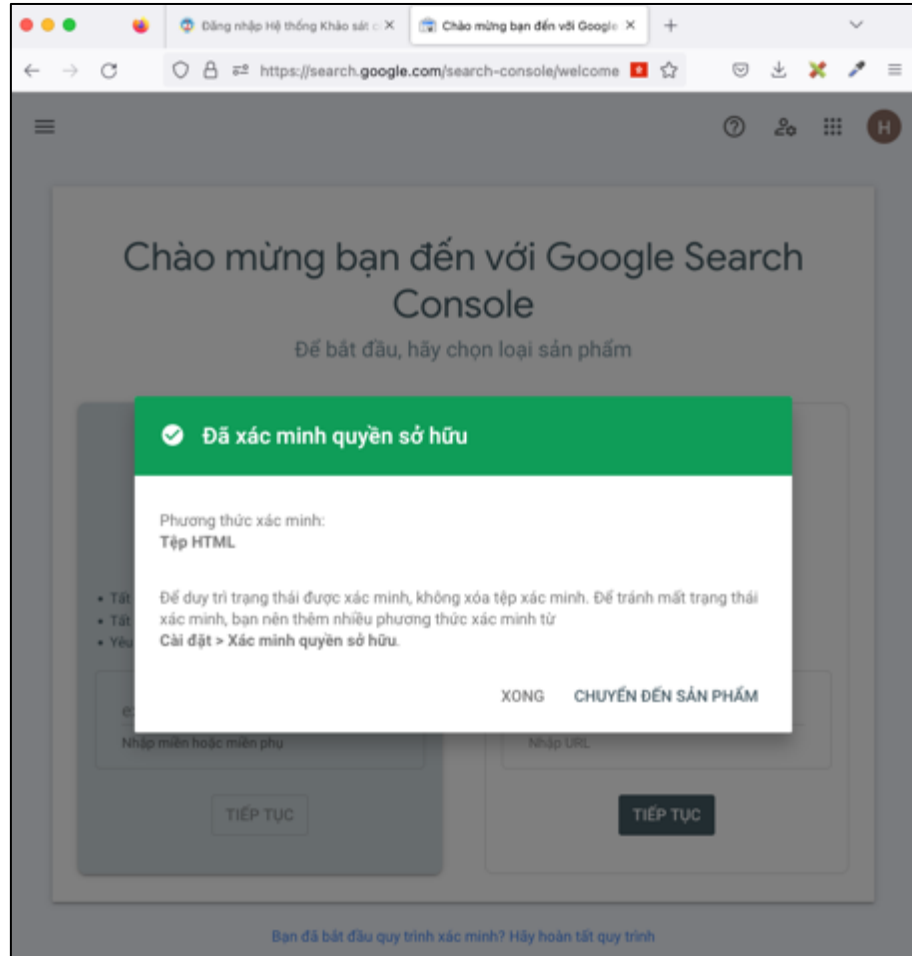 Đăng nhập Hệ thống Khảo sát
Chào mừng bạn đến với Google
https://search.google.com/search-console/welcome
H
Chào mừng bạn đến với Google Search
Console
Để bắt đầu, hãy chọn loại sản phẩm
Đã xác minh quyền sở hữu
Phương thức xác minh:
Tệp HTML
• Tất
Để duy trì trạng thái được xác minh, không xóa tệp xác minh. Để tránh mất trạng thái
• Tất
xác minh, bạn nên thêm nhiều phương thức xác minh từ
• Yêu
Cài đặt > Xác minh quyền sở hữu.
XONG CHUYỂN ĐẾN SẢN PHẨM
Nhập miền hoặc miền phụ
Nhập URL
TIẾP TỤC
TIẾP TỤC
Bạn đã bắt đầu quy trình xác minh? Hãy hoàn tất quy trình